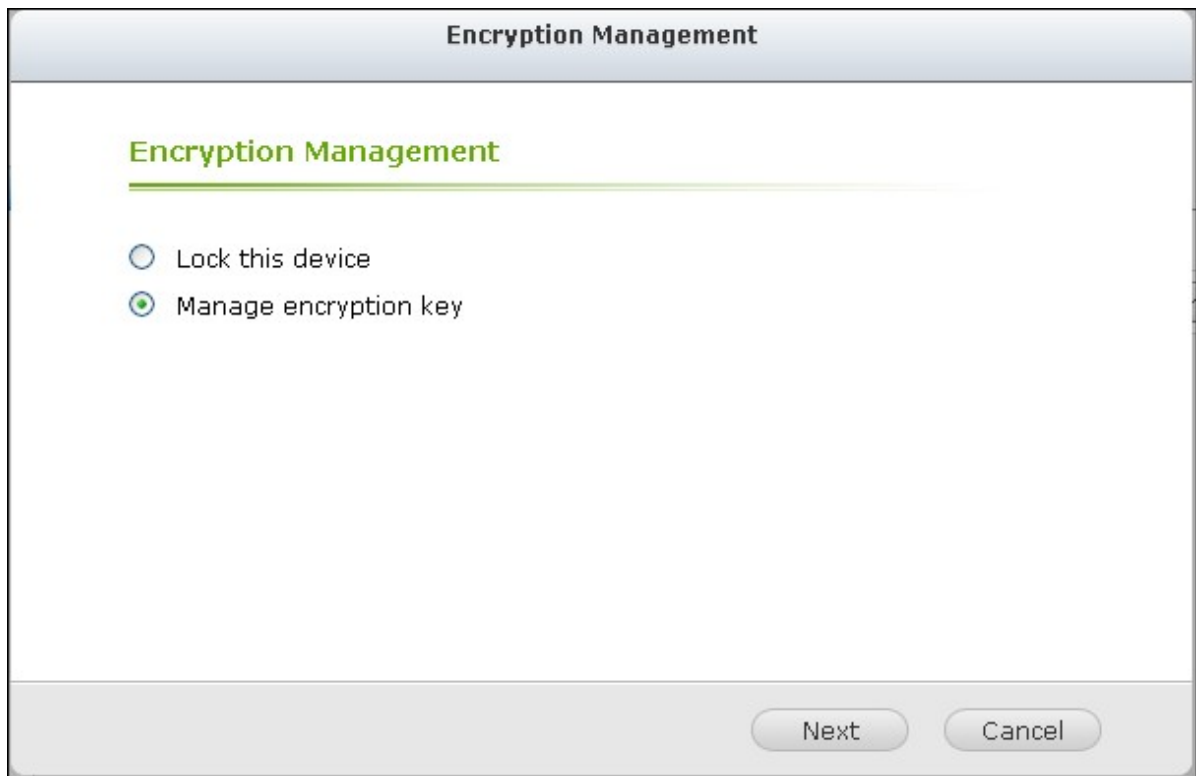 Encryption Management
Encryption Management
Lock this device
Manage encryption key
Next Cancel